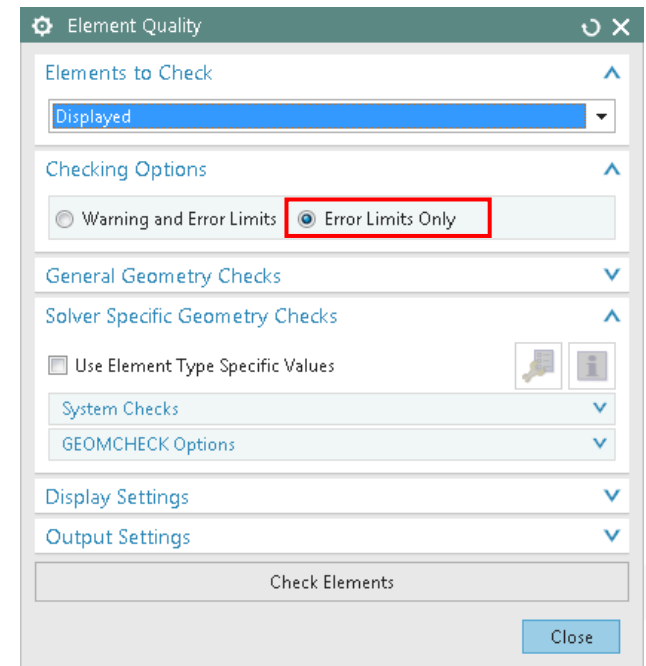 Element Quality
Elements to Check
Displayed
Checking Options
Warning and Error Limits Error Limits Only
General Geometry Checks
Solver Specific Geometry Checks
Use Element Type Specific Values
System Checks
GEOMCHECK Options
Display Settings
Output Settings
Check Elements
Close